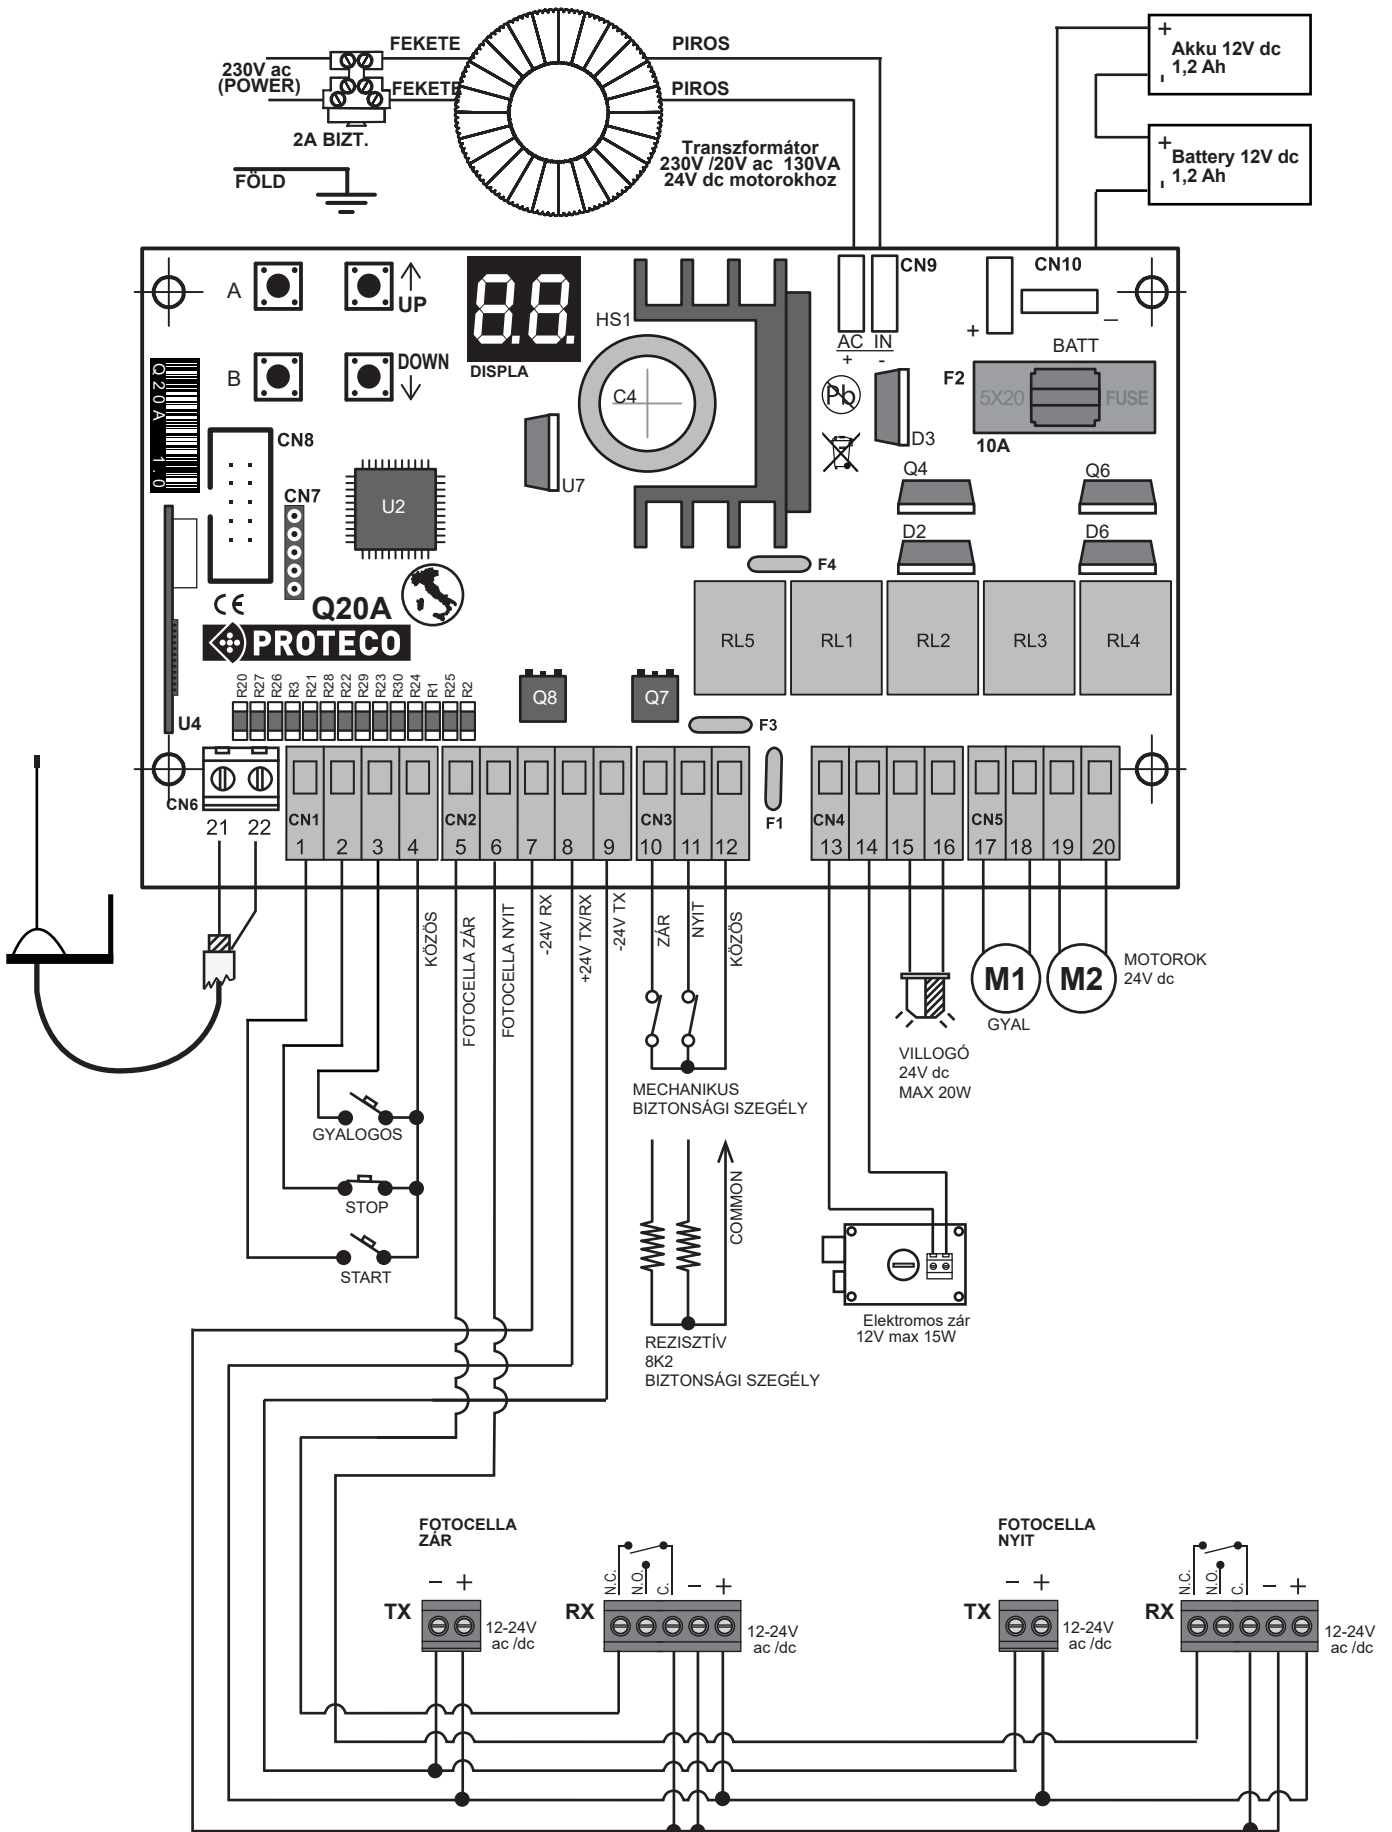 230V ac
(POWER)
FEKETE
FEKETE
PIROS
PIROS
2A BIZT.
FÖLD
Transzformátor
230V /20V ac 130VA
24V dc motorokhoz
+
Akku 12V dc
1,2 Ah
-
+
Battery 12V dc
1,2 Ah
-
A
UP
B
DOWN
8.8.
DISPLA
HS1
C4
CN9
AC IN
+ -
CN10
+ −
BATT
F2
5X20 FUSE
10A
Pb
D3
Q20A 1.0
CN8
CN7
U2
U7
Q4
Q6
D2
D6
F4
CE
Q20A
PROTECO
RL5
RL1
RL2
RL3
RL4
R20
R27
R26
R3
R21
R28
R22
R29
R23
R30
R24
R1
R25
R2
Q8
Q7
U4
F3
F1
CN6
21 22
CN1
1 2 3 4
CN2
5 6 7 8 9
CN3
10 11 12
CN4
13 14 15 16
CN5
17 18 19 20
KÖZÖS
FOTOCELLA ZÁR
FOTOCELLA NYIT
-24V RX
+24V TX/RX
-24V TX
ZÁR
NYIT
KÖZÖS
M1
GYAL
M2
MOTOROK
24V dc
VILLOGÓ
24V dc
MAX 20W
MECHANIKUS
BIZTONSÁGI SZEGÉLY
GYALOGOS
STOP
START
COMMON
REZISZTÍV
8K2
BIZTONSÁGI SZEGÉLY
Elektromos zár
12V max 15W
FOTOCELLA
ZÁR
− +
TX
12-24V
ac /dc
N.C.
N.O.
C.
− +
RX
12-24V
ac /dc
FOTOCELLA
NYIT
− +
TX
12-24V
ac /dc
N.C.
N.O.
C.
− +
RX
12-24V
ac /dc